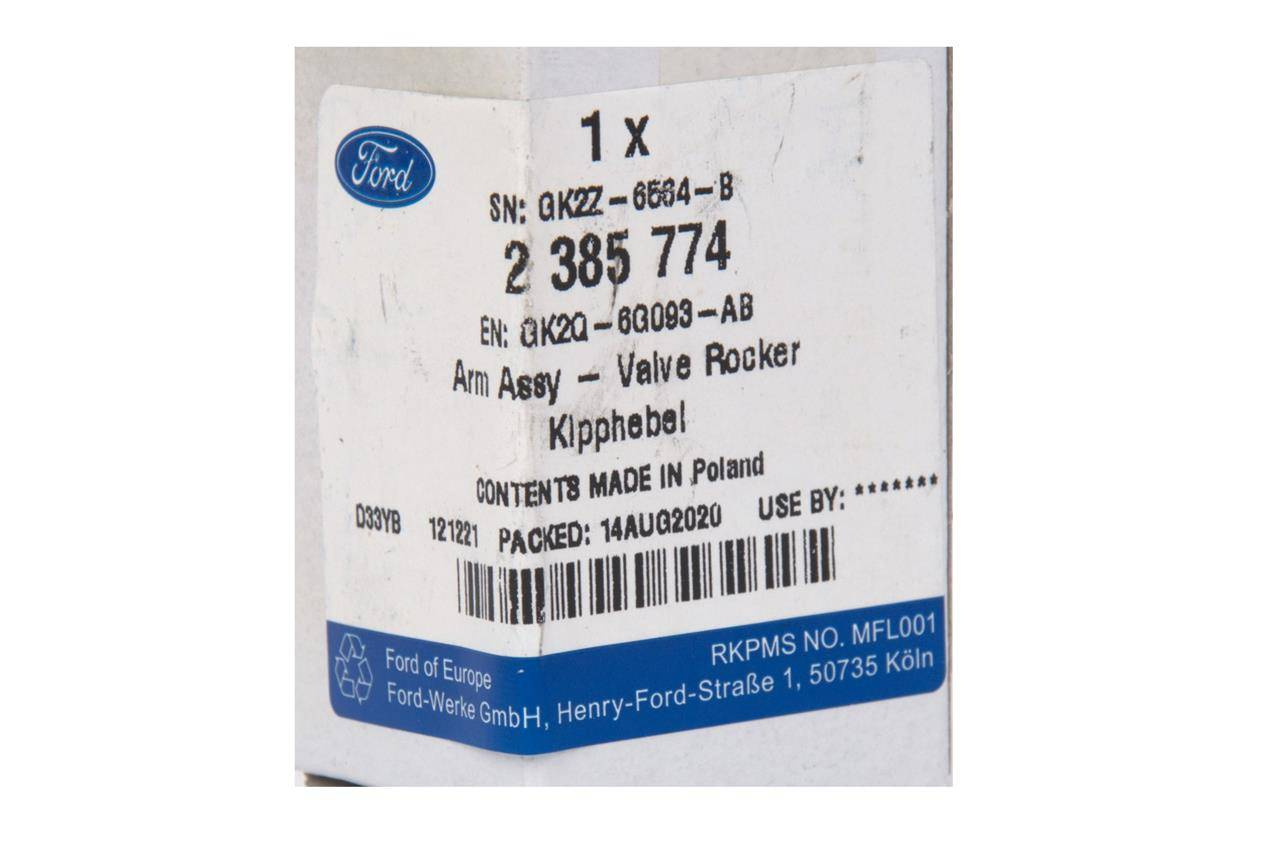 Ford
1 x
SN: GK2Z-6564-B
2 385 774
EN: GK2Q-6G093-AB
Arm Assy - Valve Rocker
Kipphebel
CONTENTS MADE IN Poland
D33YB 121221 PACKED: 14AUG2020 USE BY: *******
RKPMS NO. MFL001
Ford of Europe
Ford-Werke GmbH, Henry-Ford-Straße 1, 50735 Köln